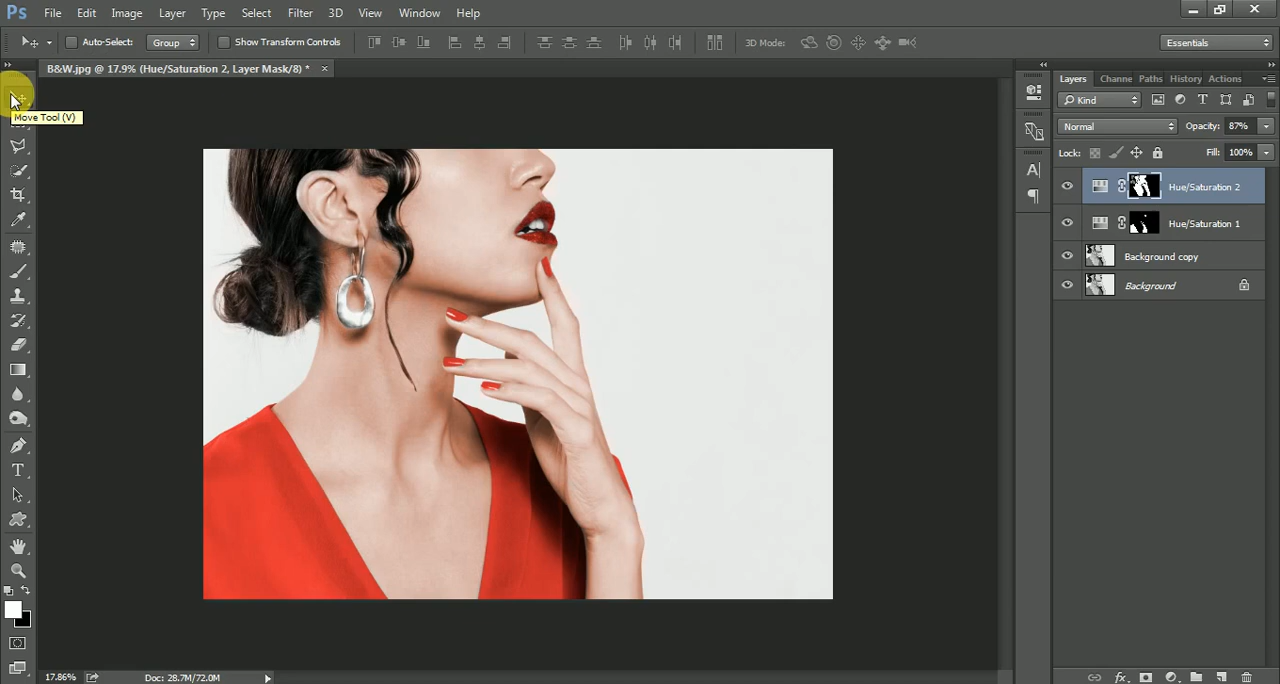 Ps File Edit Image Layer Type Select Filter 3D View Window Help
Auto-Select: Group Show Transform Controls 3D Mode: Essentials
B&W.jpg @ 17.9% (Hue/Saturation 2, Layer Mask/8) *
Move Tool (V)
Layers Channe Paths History Actions
Kind
Normal Opacity: 87%
Lock: Fill: 100%
Hue/Saturation 2
Hue/Saturation 1
Background copy
Background
17.86% Doc: 28.7M/72.0M